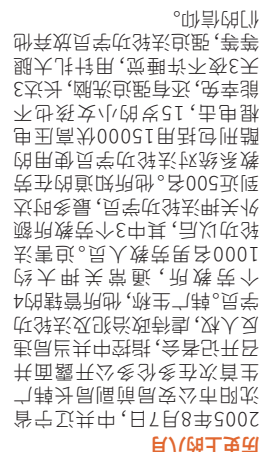 历史上的八月
2005年8月7日,中共辽宁省
沈阳市公安局前副局长韩广
生首次在多伦多公开露面并
召开记者会,指控中共当局违
反人权,虐待政治犯及法轮功
学员。韩广生称,他所管辖的4
个劳教所,通常关押大约
1000名男劳教人员。迫害法
轮功以后,其中3个劳教所额
外关押法轮功学员,最多时达
到近500名。他所知道的在劳
教系统对法轮功学员使用的
酷刑包括用15000伏高压电
棍电击,15岁的小女孩也不
能幸免,还有强迫洗脑,长达3
天3夜不许睡觉,用针扎大腿
等等,强迫法轮功学员放弃他
们的信仰。